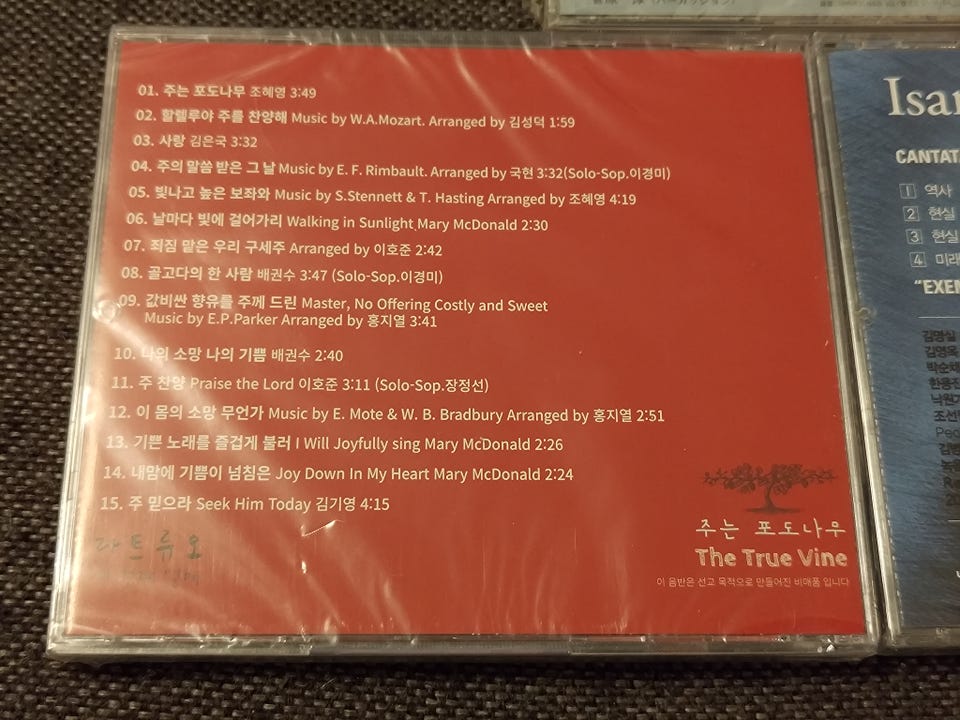 01. 주는 포도나무 조혜영 3:49
02. 할렐루야 주를 찬양해 Music by W.A.Mozart. Arranged by 김성덕 1:59
03. 사랑 김은국 3:32
04. 주의 말씀 받은 그 날 Music by E. F. Rimbault. Arranged by 국현 3:32(Solo-Sop.이경미)
05. 빛나고 높은 보좌와 Music by S.Stennett & T. Hasting Arranged by 조혜영 4:19
06. 날마다 빛에 걸어가리 Walking in Sunlight Mary McDonald 2:30
07. 죄짐 맡은 우리 구세주 Arranged by 이호준 2:42
08. 골고다의 한 사람 배권수 3:47 (Solo-Sop.이경미)
09. 값비싼 향유를 주께 드린 Master, No Offering Costly and Sweet
Music by E.P.Parker Arranged by 홍지열 3:41
10. 나의 소망 나의 기쁨 배권수 2:40
11. 주 찬양 Praise the Lord 이호준 3:11 (Solo-Sop.장정선)
12. 이 몸의 소망 무언가 Music by E. Mote & W. B. Bradbury Arranged by 홍지열 2:51
13. 기쁜 노래를 즐겁게 불러 I Will Joyfully sing Mary McDonald 2:26
14. 내맘에 기쁨이 넘침은 Joy Down In My Heart Mary McDonald 2:24
15. 주 믿으라 Seek Him Today 김기영 4:15
주는 포도나무
The True Vine
이 음반은 선교 목적으로 만들어진 비매품 입니다
Isa
CANTAT
1 역사
2 현실
3 현실
4 미래
"EXEM
김명실
김영옥
박순채